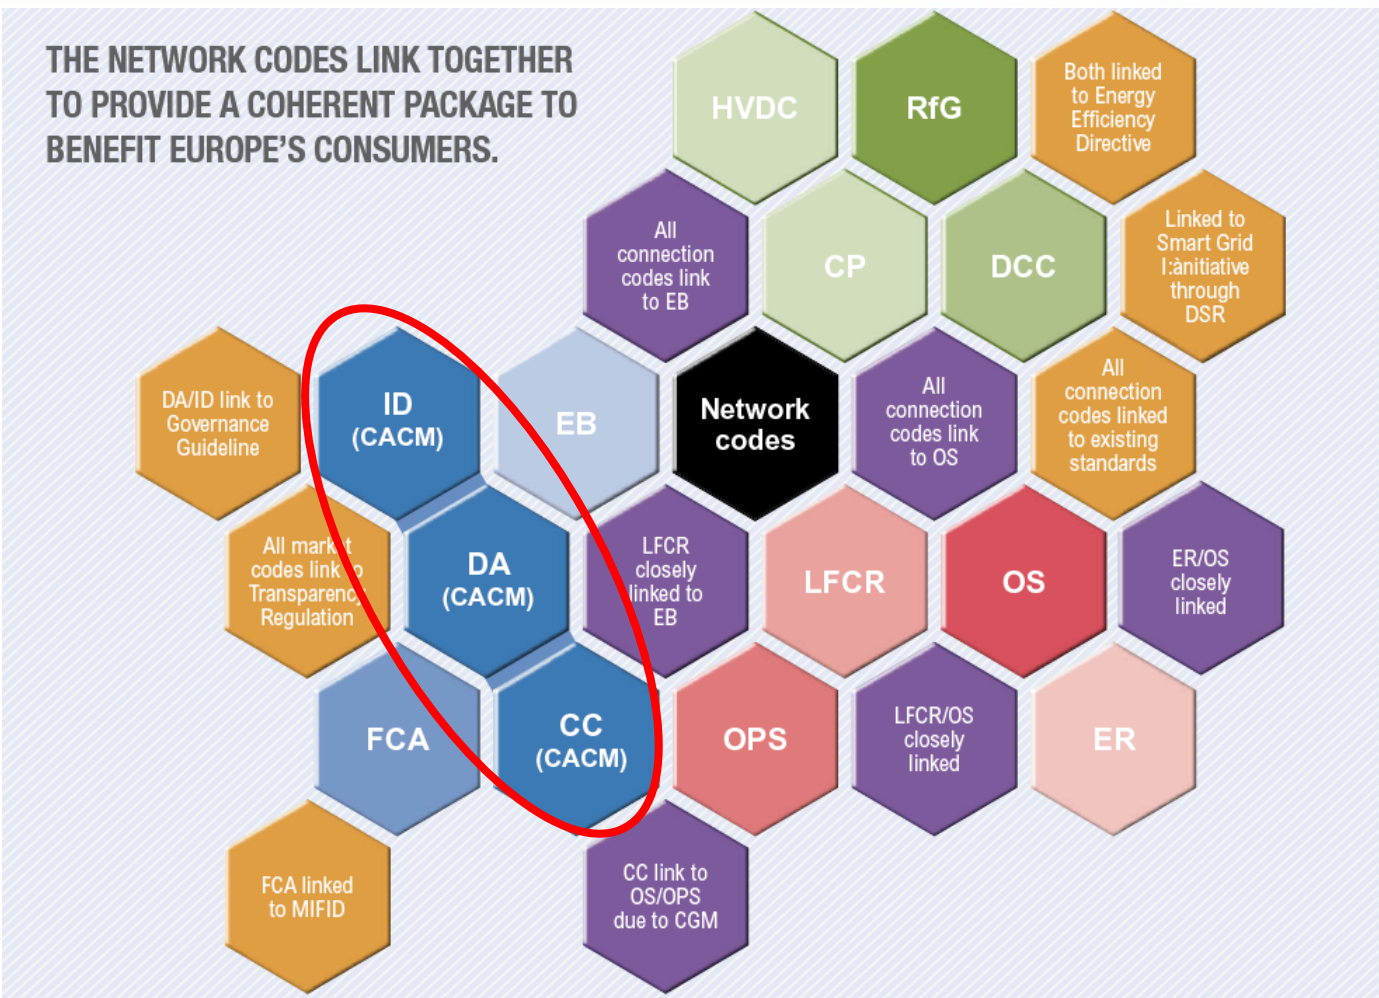 THE NETWORK CODES LINK TOGETHER
TO PROVIDE A COHERENT PACKAGE TO
BENEFIT EUROPE'S CONSUMERS.
HVDC
RfG
Both linked
to Energy
Efficiency
Directive
All
connection
codes link
to EB
CP
DCC
Linked to
Smart Grid
I:ànitiative
through
DSR
DA/ID link to
Governance
Guideline
ID
(CACM)
EB
Network
codes
All
connection
codes link
to OS
All
connection
codes linked
to existing
standards
All market
codes link to
Transparency
Regulation
DA
(CACM)
LFCR
closely
linked to
EB
LFCR
OS
ER/OS
closely
linked
FCA
CC
(CACM)
OPS
LFCR/OS
closely
linked
ER
FCA linked
to MIFID
CC link to
OS/OPS
due to CGM